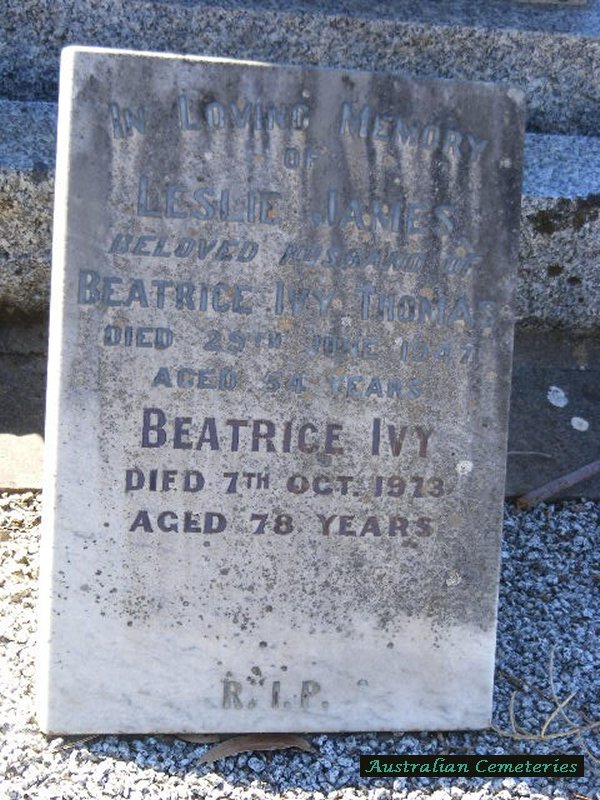 IN LOVING MEMORY
OF
LESLIE JAMES
BELOVED HUSBAND OF
BEATRICE IVY THOMAS
DIED 29TH JUNE 1947
AGED 54 YEARS
BEATRICE IVY
DIED 7TH OCT. 1973
AGED 78 YEARS
R.I.P.
Australian Cemeteries